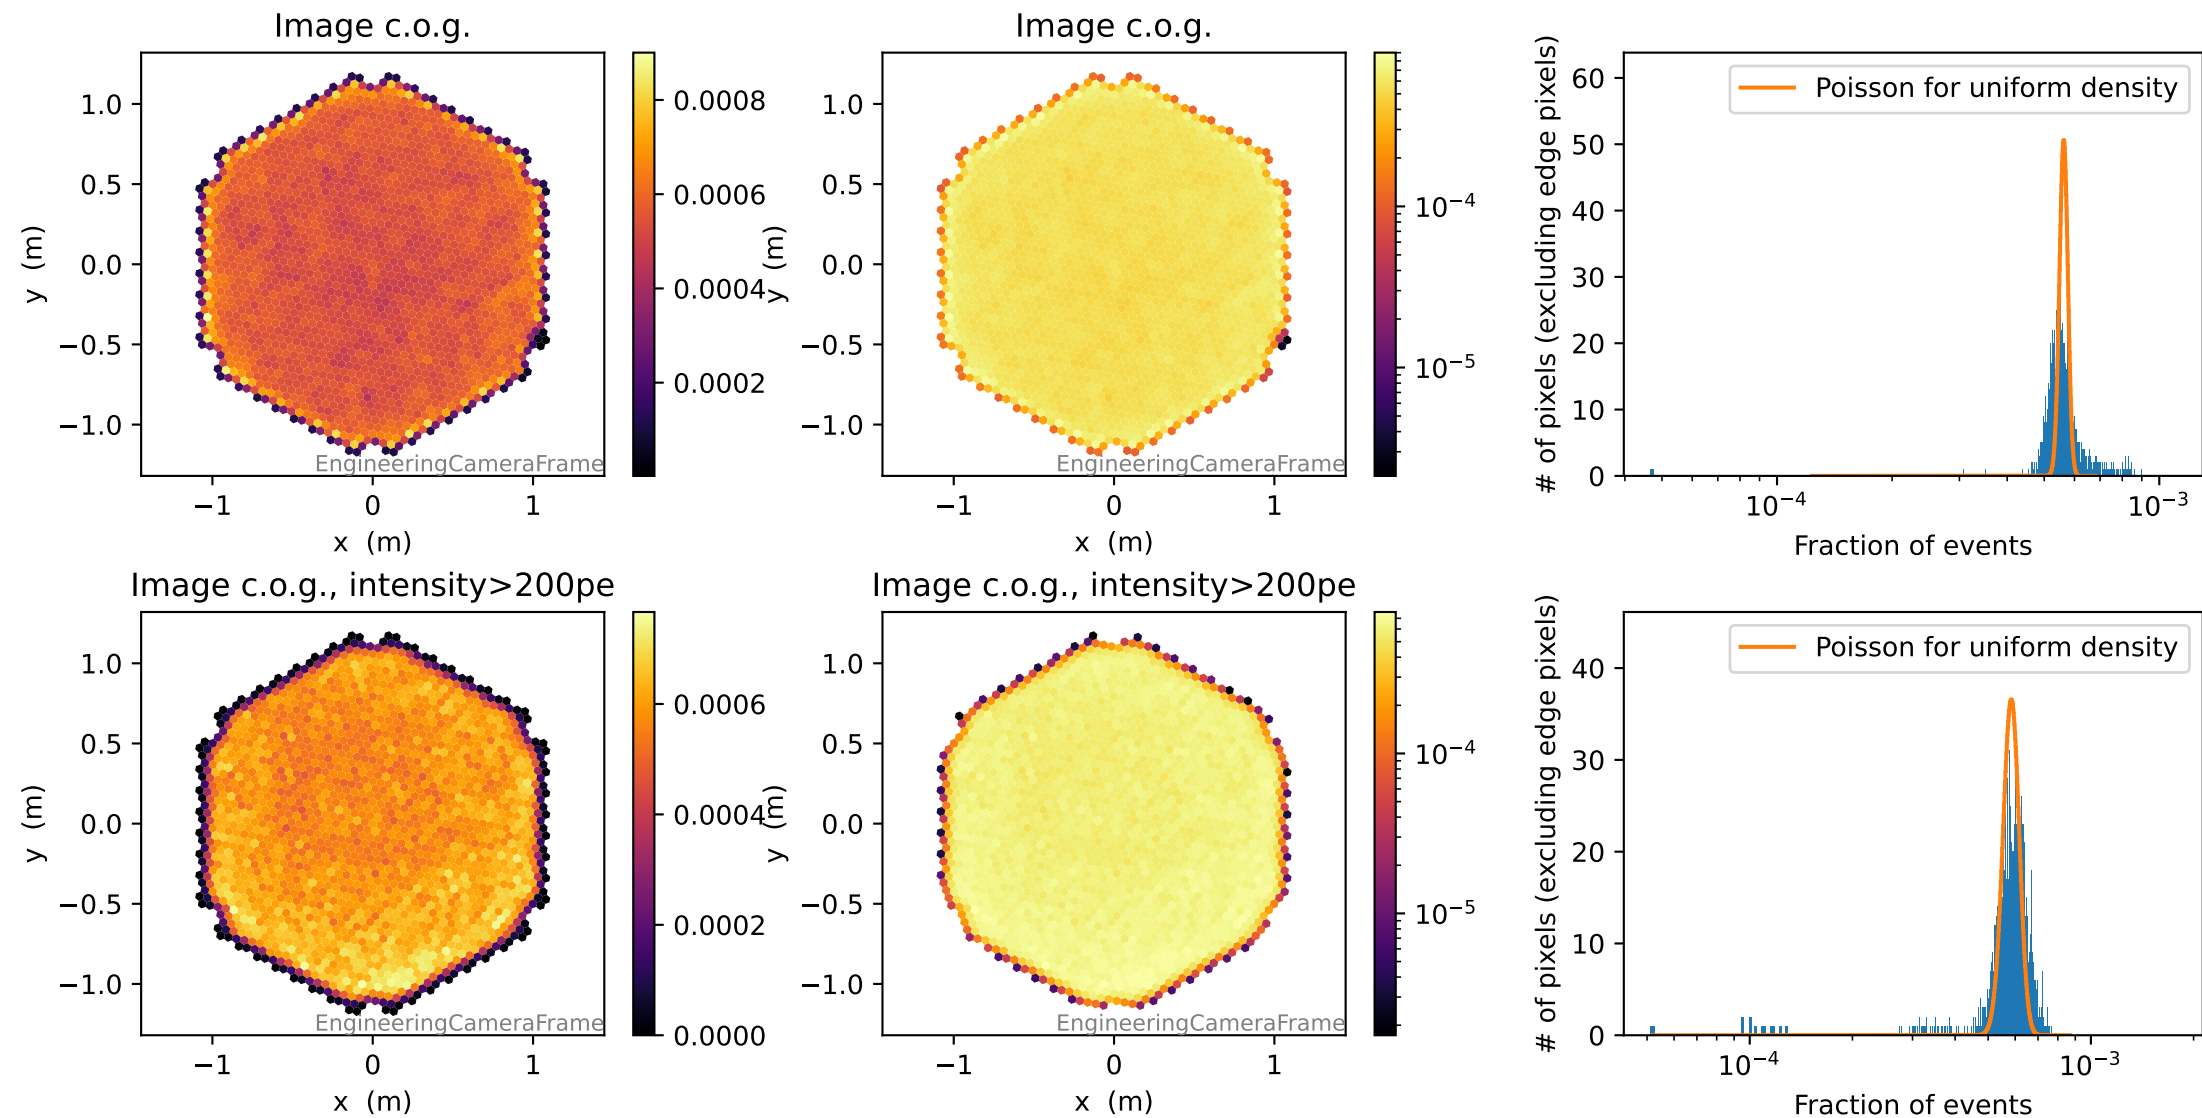 Image c.o.g.
y (m)
1.0
0.5
0.0
−0.5
−1.0
−1
0
1
x (m)
EngineeringCameraFrame
0.0008
0.0006
0.0004
0.0002
Image c.o.g.
y (m)
1.0
0.5
0.0
−0.5
−1.0
−1
0
1
x (m)
EngineeringCameraFrame
10−4
10−5
# of pixels (excluding edge pixels)
60
50
40
30
20
10
0
Poisson for uniform density
10−4
10−3
Fraction of events
Image c.o.g., intensity>200pe
y (m)
1.0
0.5
0.0
−0.5
−1.0
−1
0
1
x (m)
EngineeringCameraFrame
0.0006
0.0004
0.0002
0.0000
Image c.o.g., intensity>200pe
y (m)
1.0
0.5
0.0
−0.5
−1.0
−1
0
1
x (m)
EngineeringCameraFrame
10−4
10−5
# of pixels (excluding edge pixels)
40
30
20
10
0
Poisson for uniform density
10−4
10−3
Fraction of events